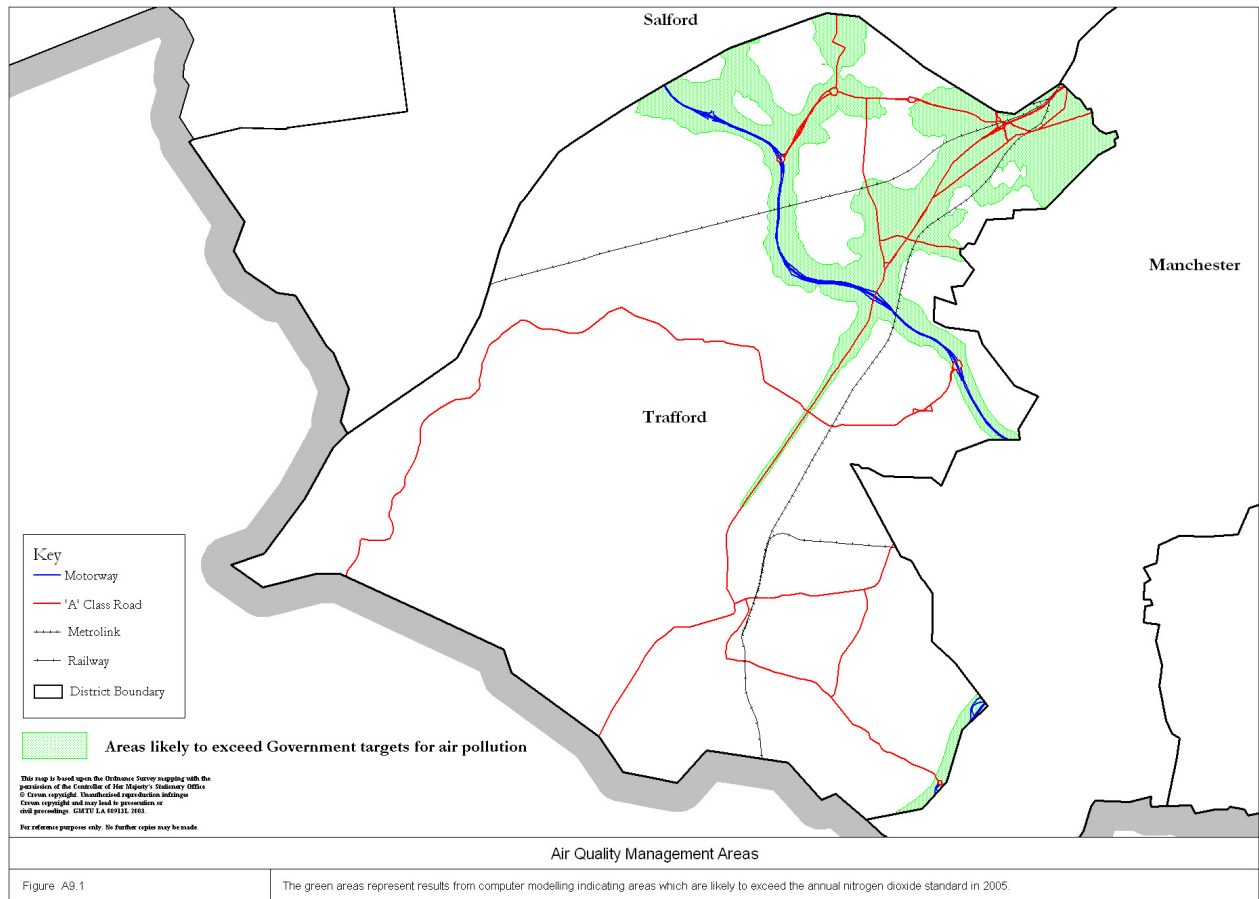 Salford
Manchester
Trafford
Key
Motorway
'A' Class Road
Metrolink
Railway
District Boundary
Areas likely to exceed Government targets for air pollution
This map is based upon the Ordnance Survey mapping with the
permission of the Controller of Her Majesty's Stationery Office
© Crown copyright. Unauthorised reproduction infringes
Crown copyright and may lead to prosecution or
civil proceedings. GMTU LA 08913L 2003.
For reference purposes only. No further copies may be made.
Air Quality Management Areas
Figure A9.1
The green areas represent results from computer modelling indicating areas which are likely to exceed the annual nitrogen dioxide standard in 2005.